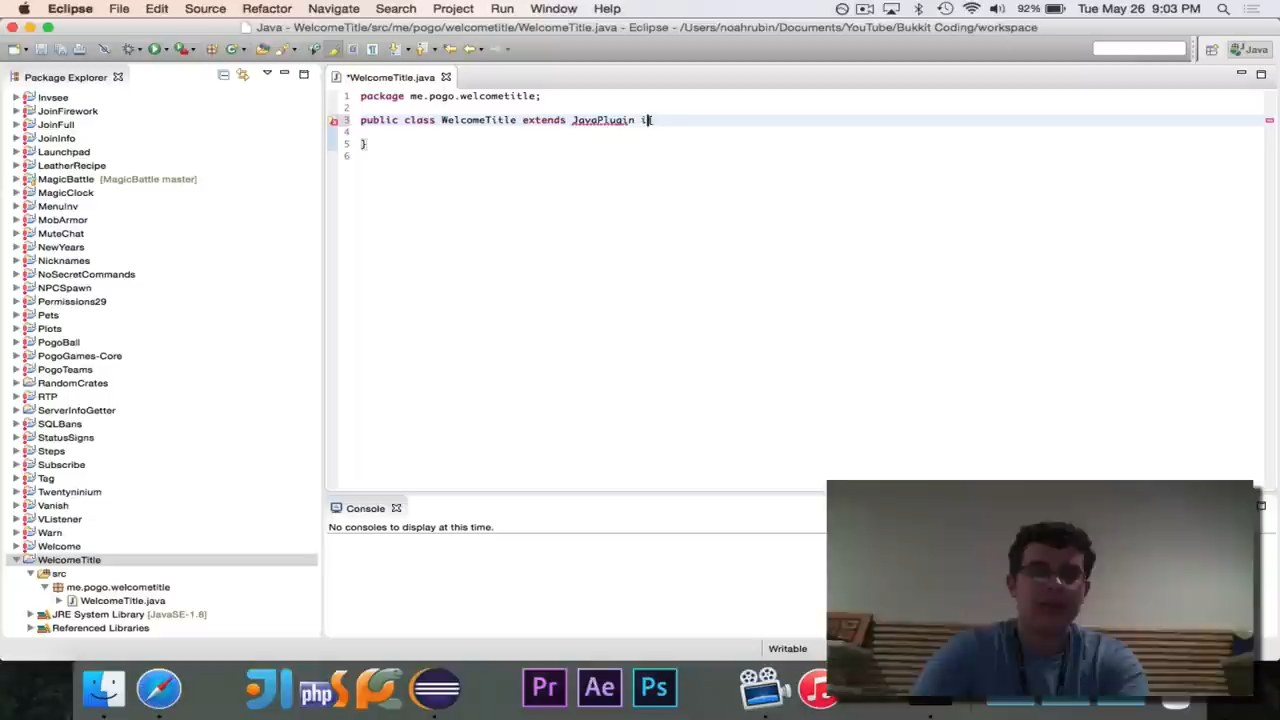 Eclipse File Edit Source Refactor Navigate Search Project Run Window Help 92% Tue May 26 9:03 PM
Java - WelcomeTitle/src/me/pogo/welcometitle/WelcomeTitle.java - Eclipse - /Users/noahrubin/Documents/YouTube/Bukkit Coding/workspace
Java
Package Explorer
*WelcomeTitle.java
Invsee
JoinFirework
JoinFull
JoinInfo
Launchpad
LeatherRecipe
MagicBattle [MagicBattle master]
MagicClock
MenuInv
MobArmor
MuteChat
NewYears
Nicknames
NoSecretCommands
NPCSpawn
Permissions29
Pets
Plots
PogoBall
PogoGames-Core
PogoTeams
RandomCrates
RTP
ServerInfoGetter
SQLBans
StatusSigns
Steps
Subscribe
Tag
Twentyninium
Vanish
VListener
Warn
Welcome
WelcomeTitle
src
me.pogo.welcometitle
WelcomeTitle.java
JRE System Library [JavaSE-1.8]
Referenced Libraries
1 package me.pogo.welcometitle;
2
3 public class WelcomeTitle extends JavaPlugin i
4
5 }
6
Console
No consoles to display at this time.
Writable
php
Pr
Ae
Ps